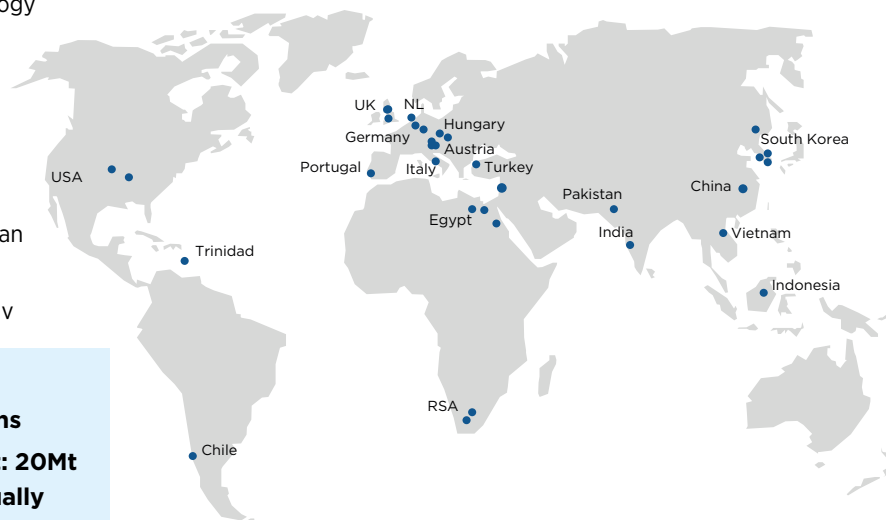 ogy
an
v
ns
: 20Mt
ually
UK
NL
Hungary
Germany
Austria
Portugal
Italy
Turkey
USA
South Korea
China
Pakistan
Egypt
India
Vietnam
Trinidad
Indonesia
RSA
Chile